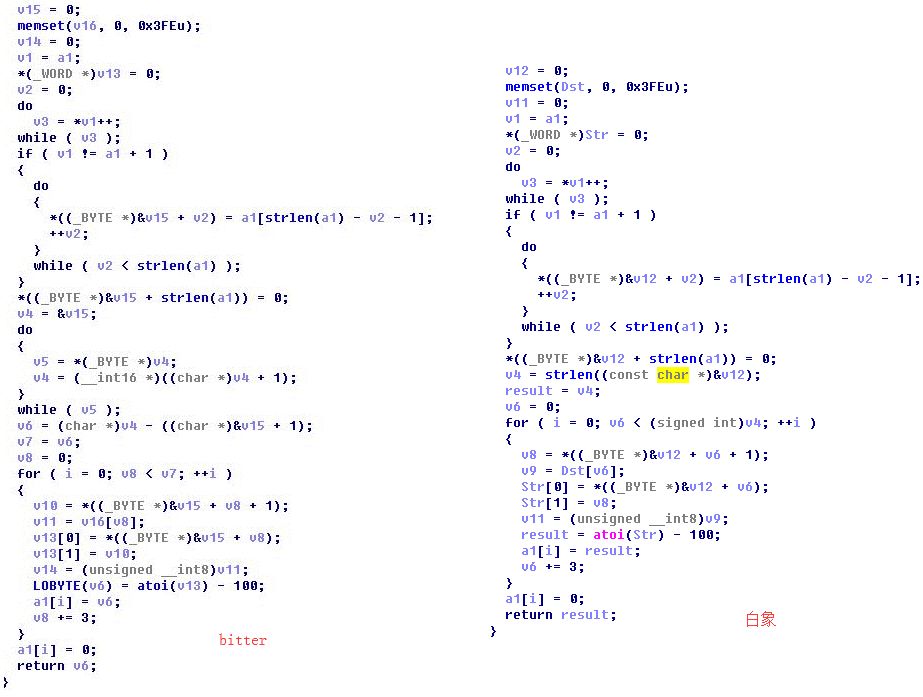 v15 = 0;
memset(v16, 0, 0x3FEu);
v14 = 0;
v1 = a1;
*(_WORD *)v13 = 0;
v2 = 0;
do
v3 = *v1++;
while ( v3 );
if ( v1 != a1 + 1 )
{
do
{
*((_BYTE *)&v15 + v2) = a1[strlen(a1) - v2 - 1];
++v2;
}
while ( v2 < strlen(a1) );
}
*((_BYTE *)&v15 + strlen(a1)) = 0;
v4 = &v15;
do
{
v5 = *(_BYTE *)v4;
v4 = (__int16 *)((char *)v4 + 1);
}
while ( v5 );
v6 = (char *)v4 - ((char *)&v15 + 1);
v7 = v6;
v8 = 0;
for ( i = 0; v8 < v7; ++i )
{
v10 = *((_BYTE *)&v15 + v8 + 1);
v11 = v16[v8];
v13[0] = *((_BYTE *)&v15 + v8);
v13[1] = v10;
v14 = (unsigned __int8)v11;
LOBYTE(v6) = atoi(v13) - 100;
a1[i] = v6;
v8 += 3;
}
a1[i] = 0;
return v6;
}
bitter
v12 = 0;
memset(Dst, 0, 0x3FEu);
v11 = 0;
v1 = a1;
*(_WORD *)Str = 0;
v2 = 0;
do
v3 = *v1++;
while ( v3 );
if ( v1 != a1 + 1 )
{
do
{
*((_BYTE *)&v12 + v2) = a1[strlen(a1) - v2 - 1];
++v2;
}
while ( v2 < strlen(a1) );
}
*((_BYTE *)&v12 + strlen(a1)) = 0;
v4 = strlen((const char *)&v12);
result = v4;
v6 = 0;
for ( i = 0; v6 < (signed int)v4; ++i )
{
v8 = *((_BYTE *)&v12 + v6 + 1);
v9 = Dst[v6];
Str[0] = *((_BYTE *)&v12 + v6);
Str[1] = v8;
v11 = (unsigned __int8)v9;
result = atoi(Str) - 100;
a1[i] = result;
v6 += 3;
}
a1[i] = 0;
return result;
}
白象